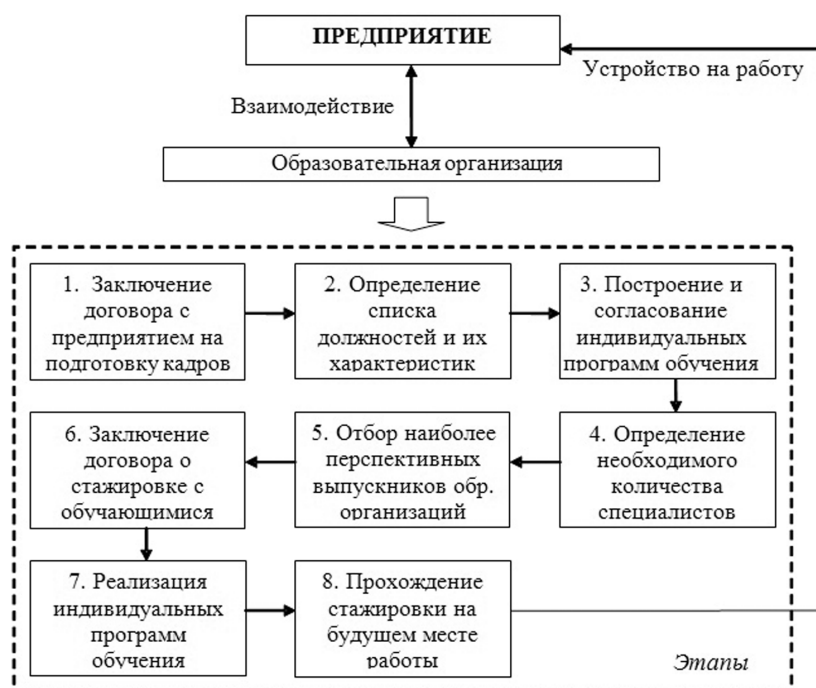 ПРЕДПРИЯТИЕ
Устройство на работу
Взаимодействие
Образовательная организация
1. Заключение
договора с
предприятием на
подготовку кадров
2. Определение
списка
должностей и их
характеристик
3. Построение и
согласование
индивидуальных
программ обучения
4. Определение
необходимого
количества
специалистов
5. Отбор наиболее
перспективных
выпускников обр.
организаций
6. Заключение
договора о
стажировке с
обучающимися
7. Реализация
индивидуальных
программ
обучения
8. Прохождение
стажировки на
будущем месте
работы
Этапы